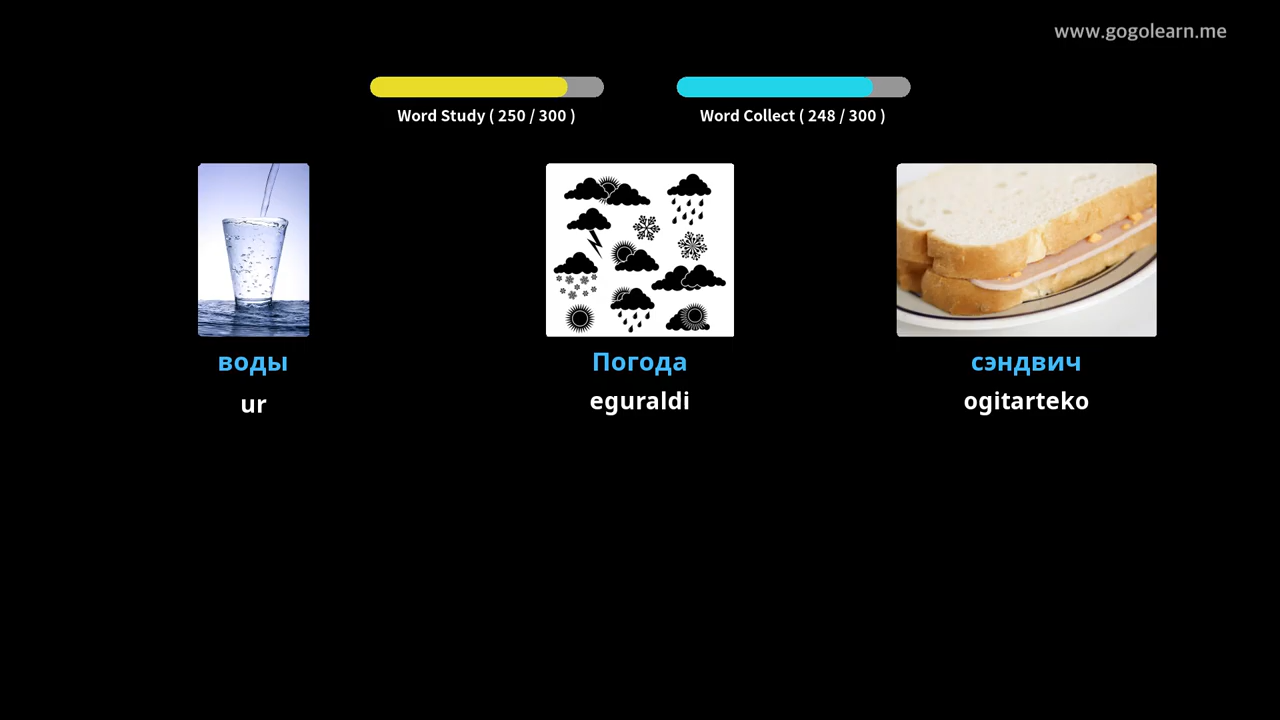 www.gogolearn.me
Word Study ( 250 / 300 )
Word Collect ( 248 / 300 )
воды
Погода
сэндвич
ur
eguraldi
ogitarteko